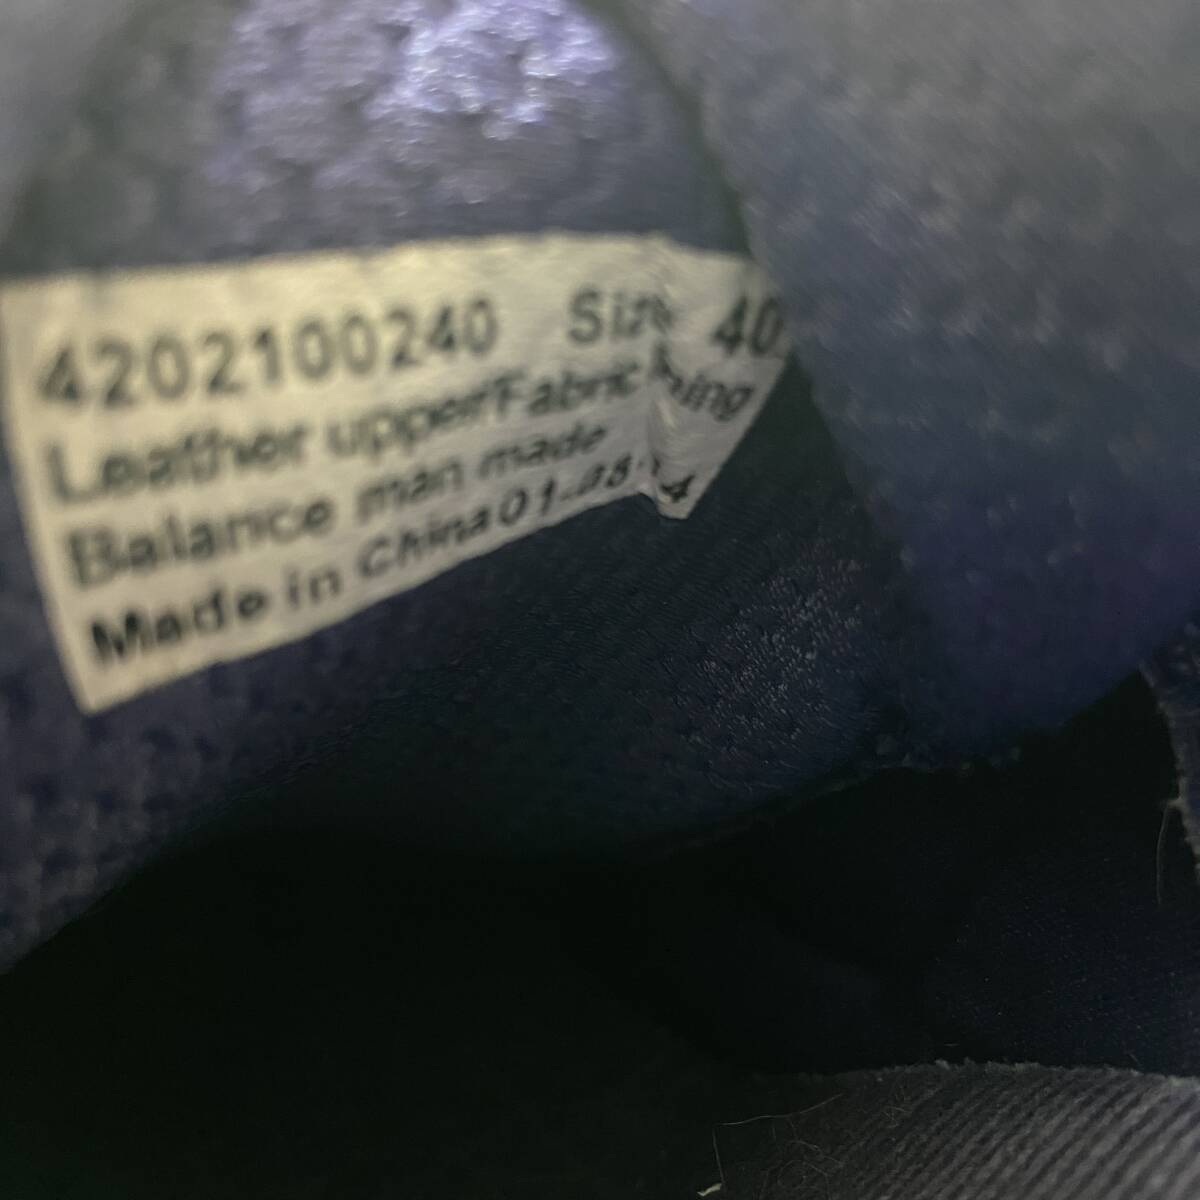 4202100240 Size 40
Leather upper/Fabric lining
Balance man made
Made in China